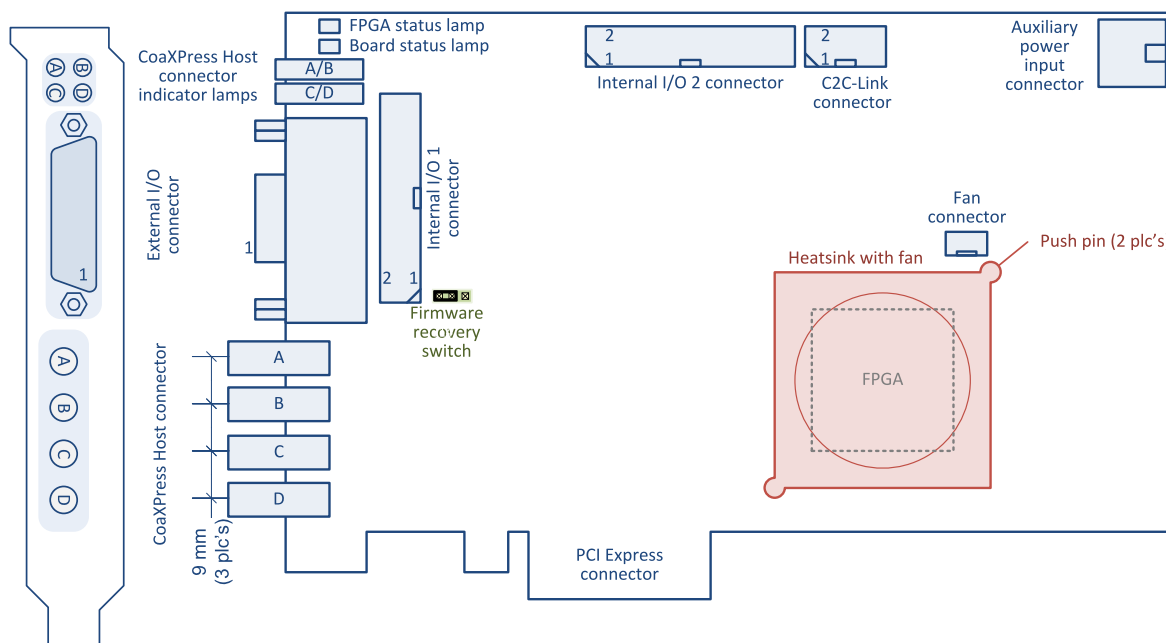 FPGA status lamp
Board status lamp
CoaXPress Host
connector
indicator lamps
A/B
C/D
2
1
Internal I/O 2 connector
2
1
C2C-Link
connector
Auxiliary
power
input
connector
B
A
D
C
1
External I/O
connector
1
Internal I/O 1
connector
2 1
Firmware
recovery
switch
Fan
connector
Push pin (2 plc's
Heatsink with fan
FPGA
A
B
C
D
CoaXPress Host connector
A
B
C
D
9 mm
(3 plc's)
PCI Express
connector